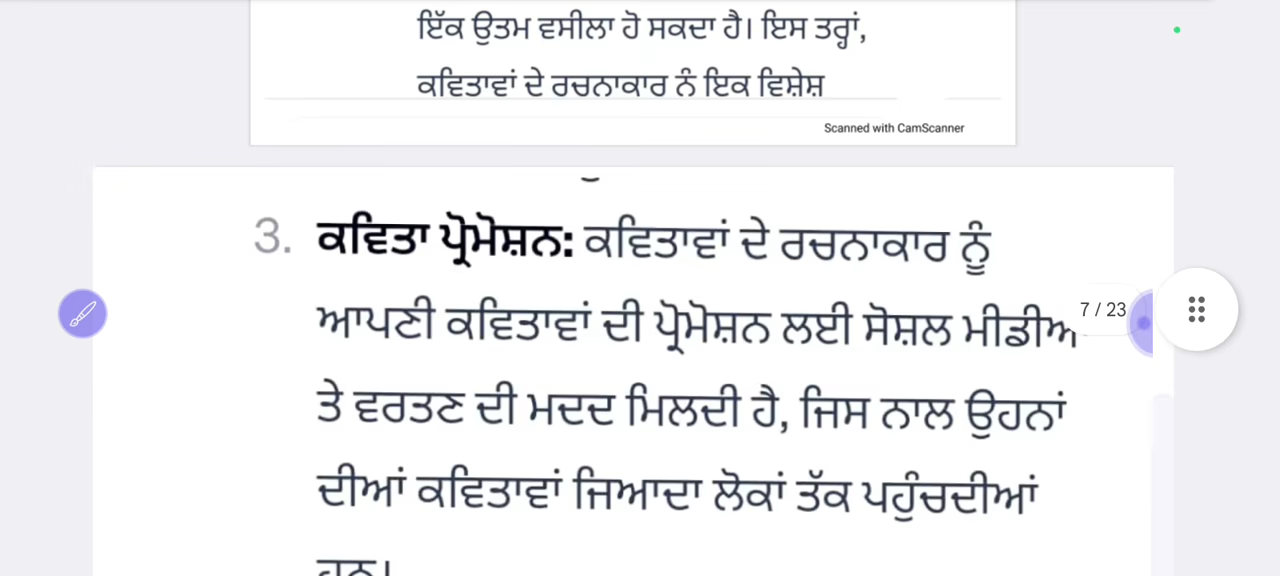 ਇੱਕ ਉਤਮ ਵਸੀਲਾ ਹੋ ਸਕਦਾ ਹੈ। ਇਸ ਤਰ੍ਹਾਂ,
ਕਵਿਤਾਵਾਂ ਦੇ ਰਚਨਾਕਾਰ ਨੰ ਇਕ ਵਿਸ਼ੇਸ਼
Scanned with CamScanner
3. ਕਵਿਤਾ ਪ੍ਰੋਮੋਸ਼ਨ: ਕਵਿਤਾਵਾਂ ਦੇ ਰਚਨਾਕਾਰ ਨੂੰ
ਆਪਣੀ ਕਵਿਤਾਵਾਂ ਦੀ ਪ੍ਰੋਮੋਸ਼ਨ ਲਈ ਸੋਸ਼ਲ ਮੀਡੀਅ
7 / 23
ਤੇ ਵਰਤਣ ਦੀ ਮਦਦ ਮਿਲਦੀ ਹੈ, ਜਿਸ ਨਾਲ ਉਹਨਾਂ
ਦੀਆਂ ਕਵਿਤਾਵਾਂ ਜਿਆਦਾ ਲੋਕਾਂ ਤੱਕ ਪਹੁੰਚਦੀਆਂ
ਹਨ।